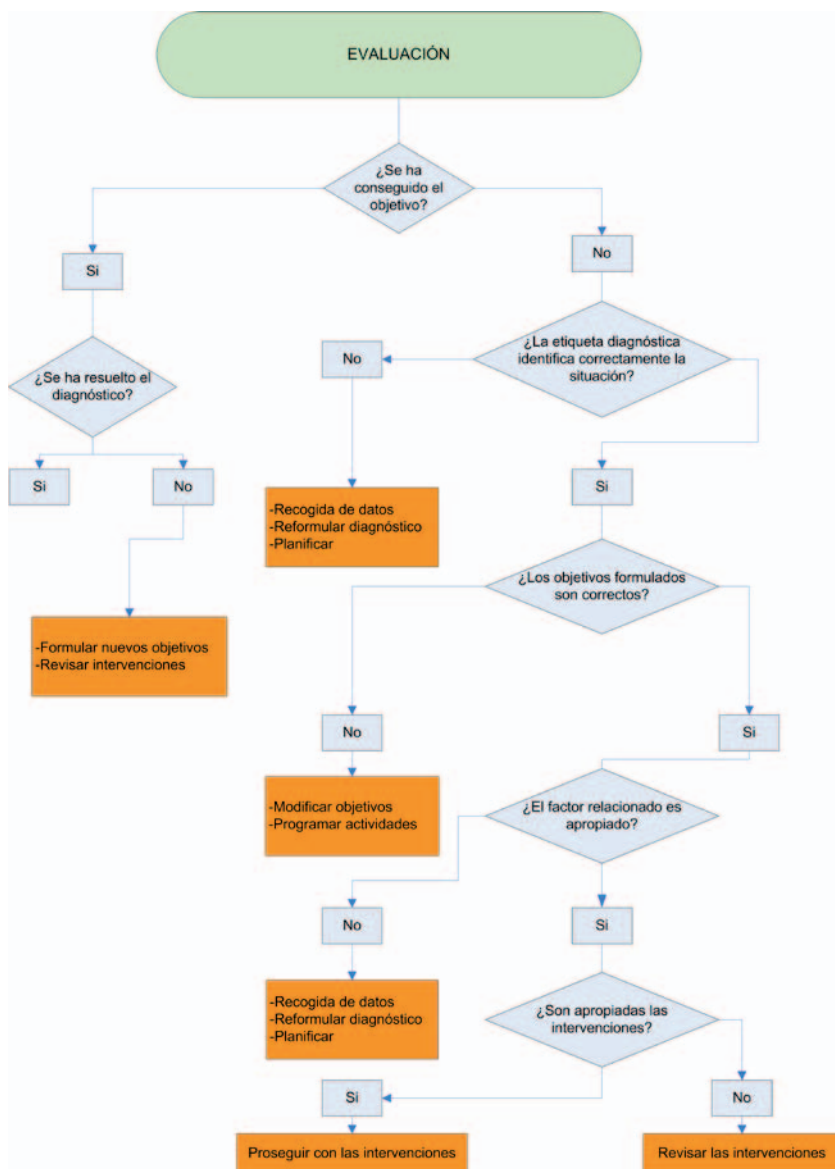 EVALUACIÓN
¿Se ha
conseguido el
objetivo?
Si
No
¿La etiqueta diagnóstica
identifica correctamente la
situación?
No
¿Se ha resuelto el
diagnóstico?
Si
No
Si
-Recogida de datos
-Reformular diagnóstico
-Planificar
¿Los objetivos formulados
son correctos?
-Formular nuevos objetivos
-Revisar intervenciones
No
Si
-Modificar objetivos
-Programar actividades
¿El factor relacionado es
apropiado?
No
Si
-Recogida de datos
-Reformular diagnóstico
-Planificar
¿Son apropiadas las
intervenciones?
Si
No
Proseguir con las intervenciones
Revisar las intervenciones